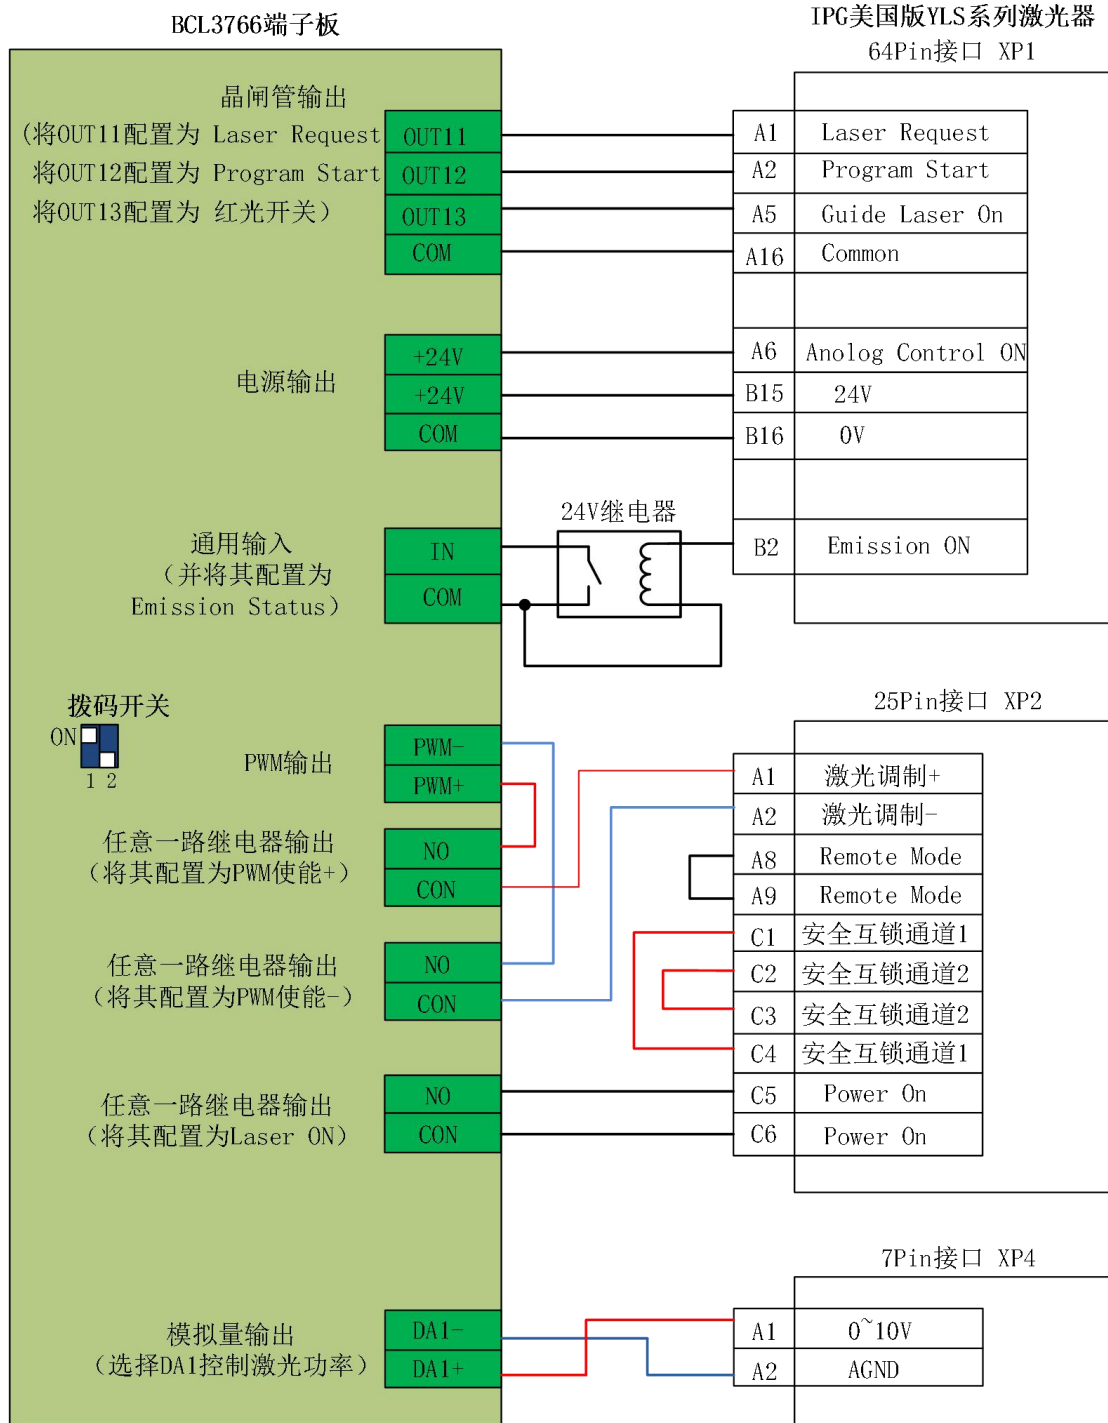 BCL3766端子板
IPG美国版YLS系列激光器
64Pin接口 XP1
晶闸管输出
(将OUT11配置为 Laser Request
将OUT12配置为 Program Start
将OUT13配置为 红光开关)
OUT11
OUT12
OUT13
COM
A1 Laser Request
A2 Program Start
A5 Guide Laser On
A16 Common
电源输出
+24V
+24V
COM
A6 Anolog Control ON
B15 24V
B16 0V
24V继电器
通用输入
(并将其配置为
Emission Status)
IN
COM
B2 Emission ON
25Pin接口 XP2
拨码开关
ON
1 2
PWM输出
PWM-
PWM+
任意一路继电器输出
(将其配置为PWM使能+)
NO
CON
任意一路继电器输出
(将其配置为PWM使能-)
NO
CON
任意一路继电器输出
(将其配置为Laser ON)
NO
CON
A1 激光调制+
A2 激光调制-
A8 Remote Mode
A9 Remote Mode
C1 安全互锁通道1
C2 安全互锁通道2
C3 安全互锁通道2
C4 安全互锁通道1
C5 Power On
C6 Power On
7Pin接口 XP4
模拟量输出
(选择DA1控制激光功率)
DA1-
DA1+
A1 0~10V
A2 AGND